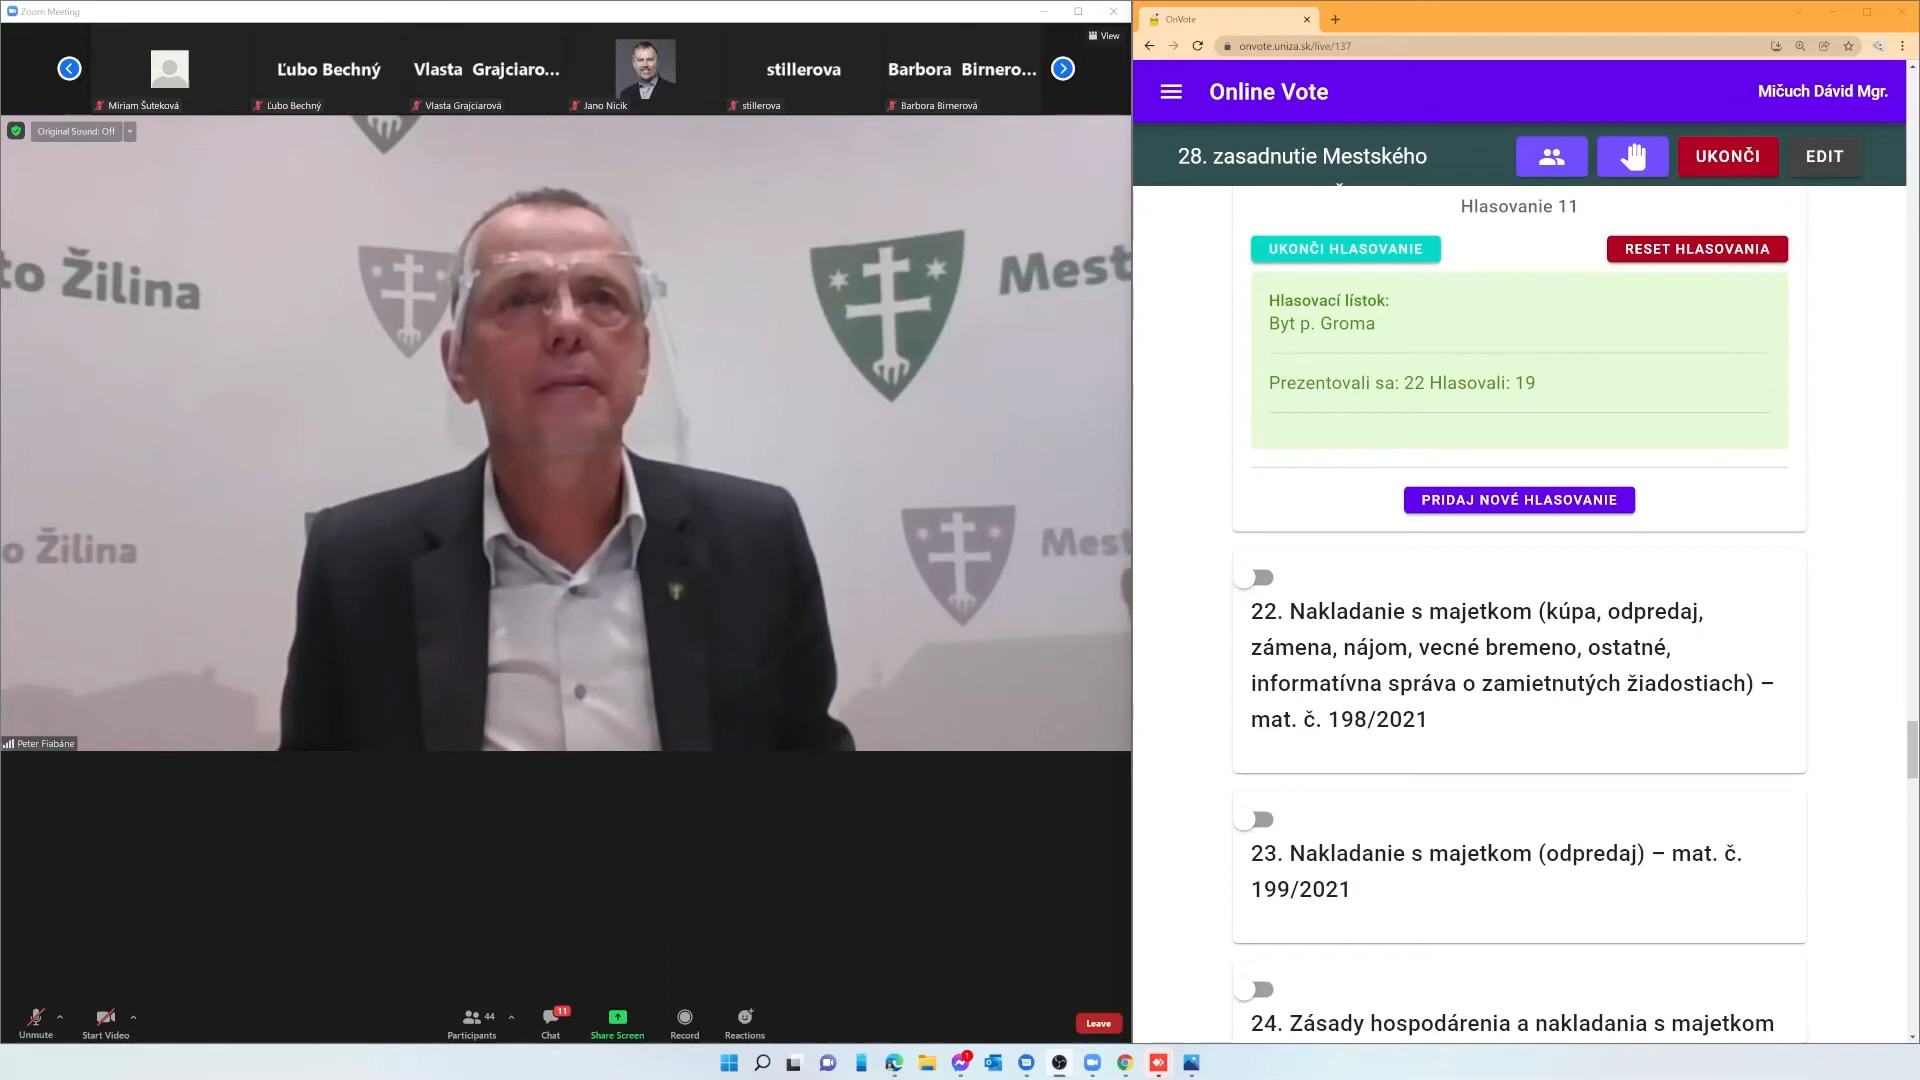 Zoom Meeting
View
Ľubo Bechný
Vlasta Grajciaro...
stillerova
Barbora Birnero...
Miriam Šuteková
Ľubo Bechný
Vlasta Grajciarová
Jano Nicik
stillerova
Barbora Birnerová
Original Sound: Off
to Žilina
Mest
o Žilina
Mest
Peter Fiabáne
Unmute
Start Video
44
Participants
11
Chat
Share Screen
Record
Reactions
Leave
OnVote
onvote.uniza.sk/live/137
Online Vote
Mičuch Dávid Mgr.
28. zasadnutie Mestského
UKONČI
EDIT
Hlasovanie 11
UKONČI HLASOVANIE
RESET HLASOVANIA
Hlasovací lístok:
Byt p. Groma
Prezentovali sa: 22 Hlasovali: 19
PRIDAJ NOVÉ HLASOVANIE
22. Nakladanie s majetkom (kúpa, odpredaj,
zámena, nájom, vecné bremeno, ostatné,
informatívna správa o zamietnutých žiadostiach) –
mat. č. 198/2021
23. Nakladanie s majetkom (odpredaj) – mat. č.
199/2021
24. Zásady hospodárenia a nakladania s majetkom
1